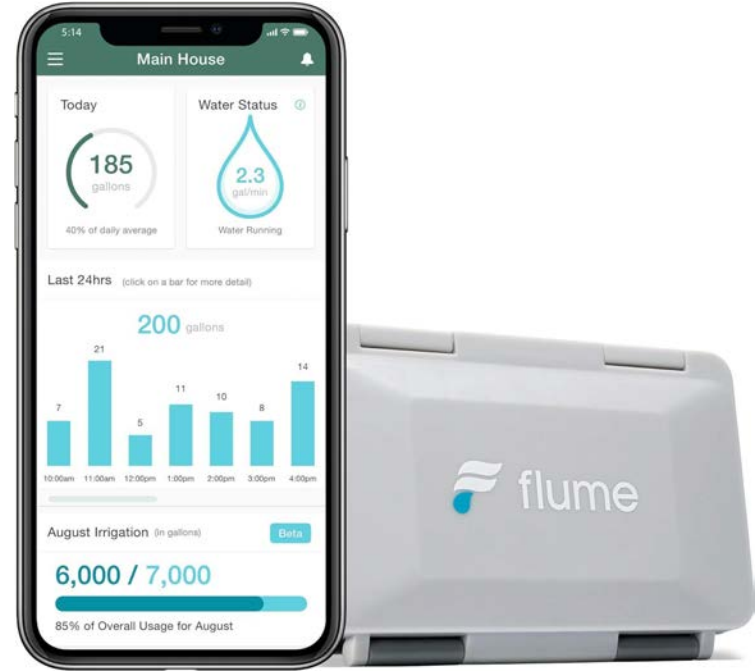 5:14
Main House
Today
185
gallons
40% of daily average
Water Status
2.3
gal/min
Water Running
Last 24hrs (click on a bar for more detail)
200 gallons
7 21 5 11 10 8 14
10:00am 11:00am 12:00pm 1:00pm 2:00pm 3:00pm 4:00pm
August Irrigation (in gallons) Beta
6,000 / 7,000
85% of Overall Usage for August
flume